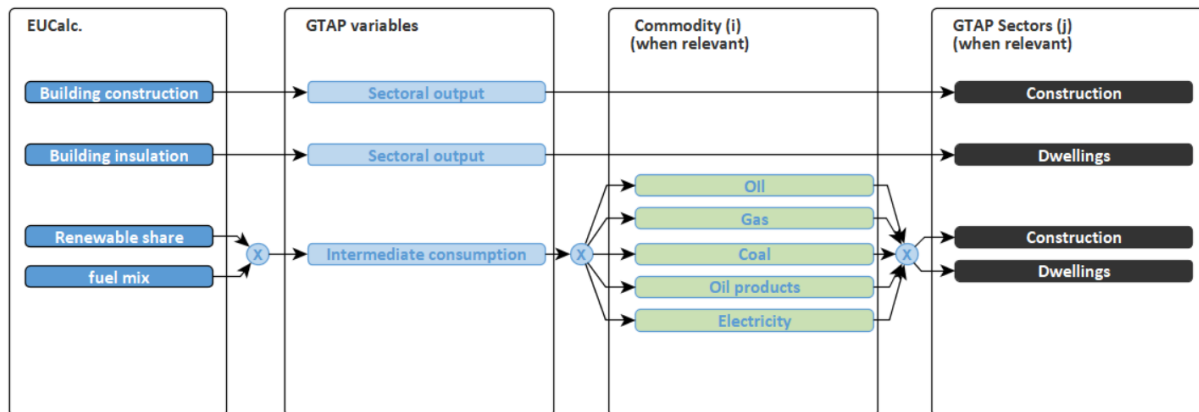 EUCalc.
GTAP variables
Commodity (i)
(when relevant)
GTAP Sectors (j)
(when relevant)
Building construction
Sectoral output
Construction
Building insulation
Sectoral output
Dwellings
OIl
Gas
Renewable share
Construction
X
Intermediate consumption
X
Coal
X
fuel mix
Dwellings
Oil products
Electricity